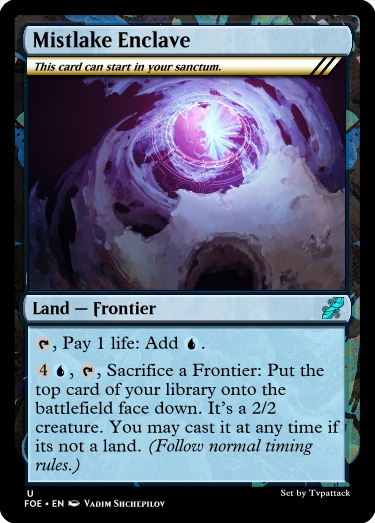 Mistlake Enclave
This card can start in your sanctum.
Land — Frontier
, Pay 1 life: Add .
4 , , Sacrifice a Frontier: Put the
top card of your library onto the
battlefield face down. It's a 2/2
creature. You may cast it at any time if
its not a land. (Follow normal timing
rules.)
U
FOE • EN Vadim Shchepilov
Set by Tvpattack